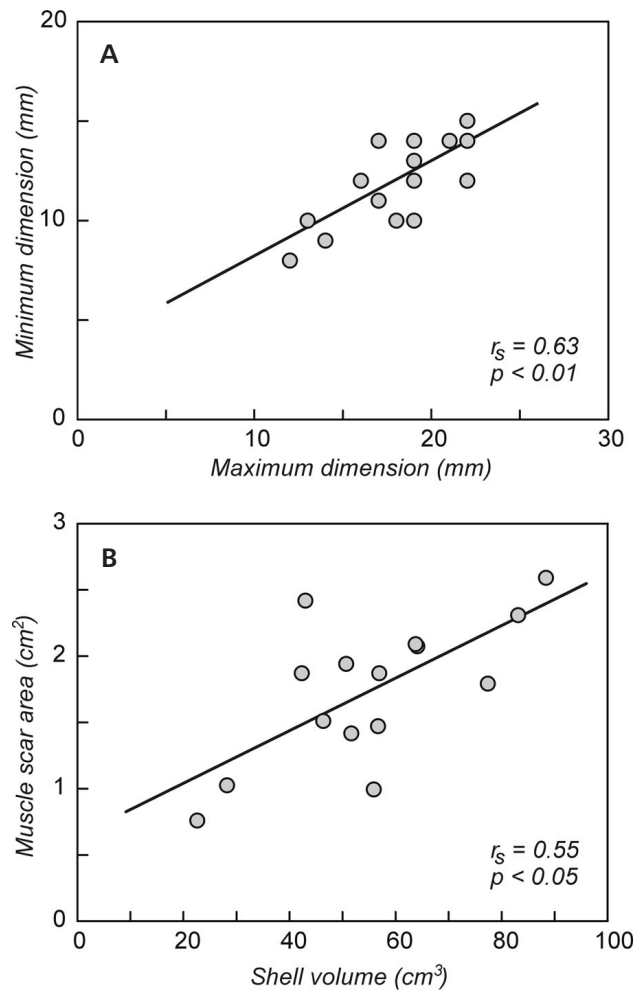 A
20
10
0
Minimum dimension (mm)
r_s = 0.63
p < 0.01
0 10 20 30
Maximum dimension (mm)
B
3
2
1
0
Muscle scar area (cm²)
r_s = 0.55
p < 0.05
0 20 40 60 80 100
Shell volume (cm³)